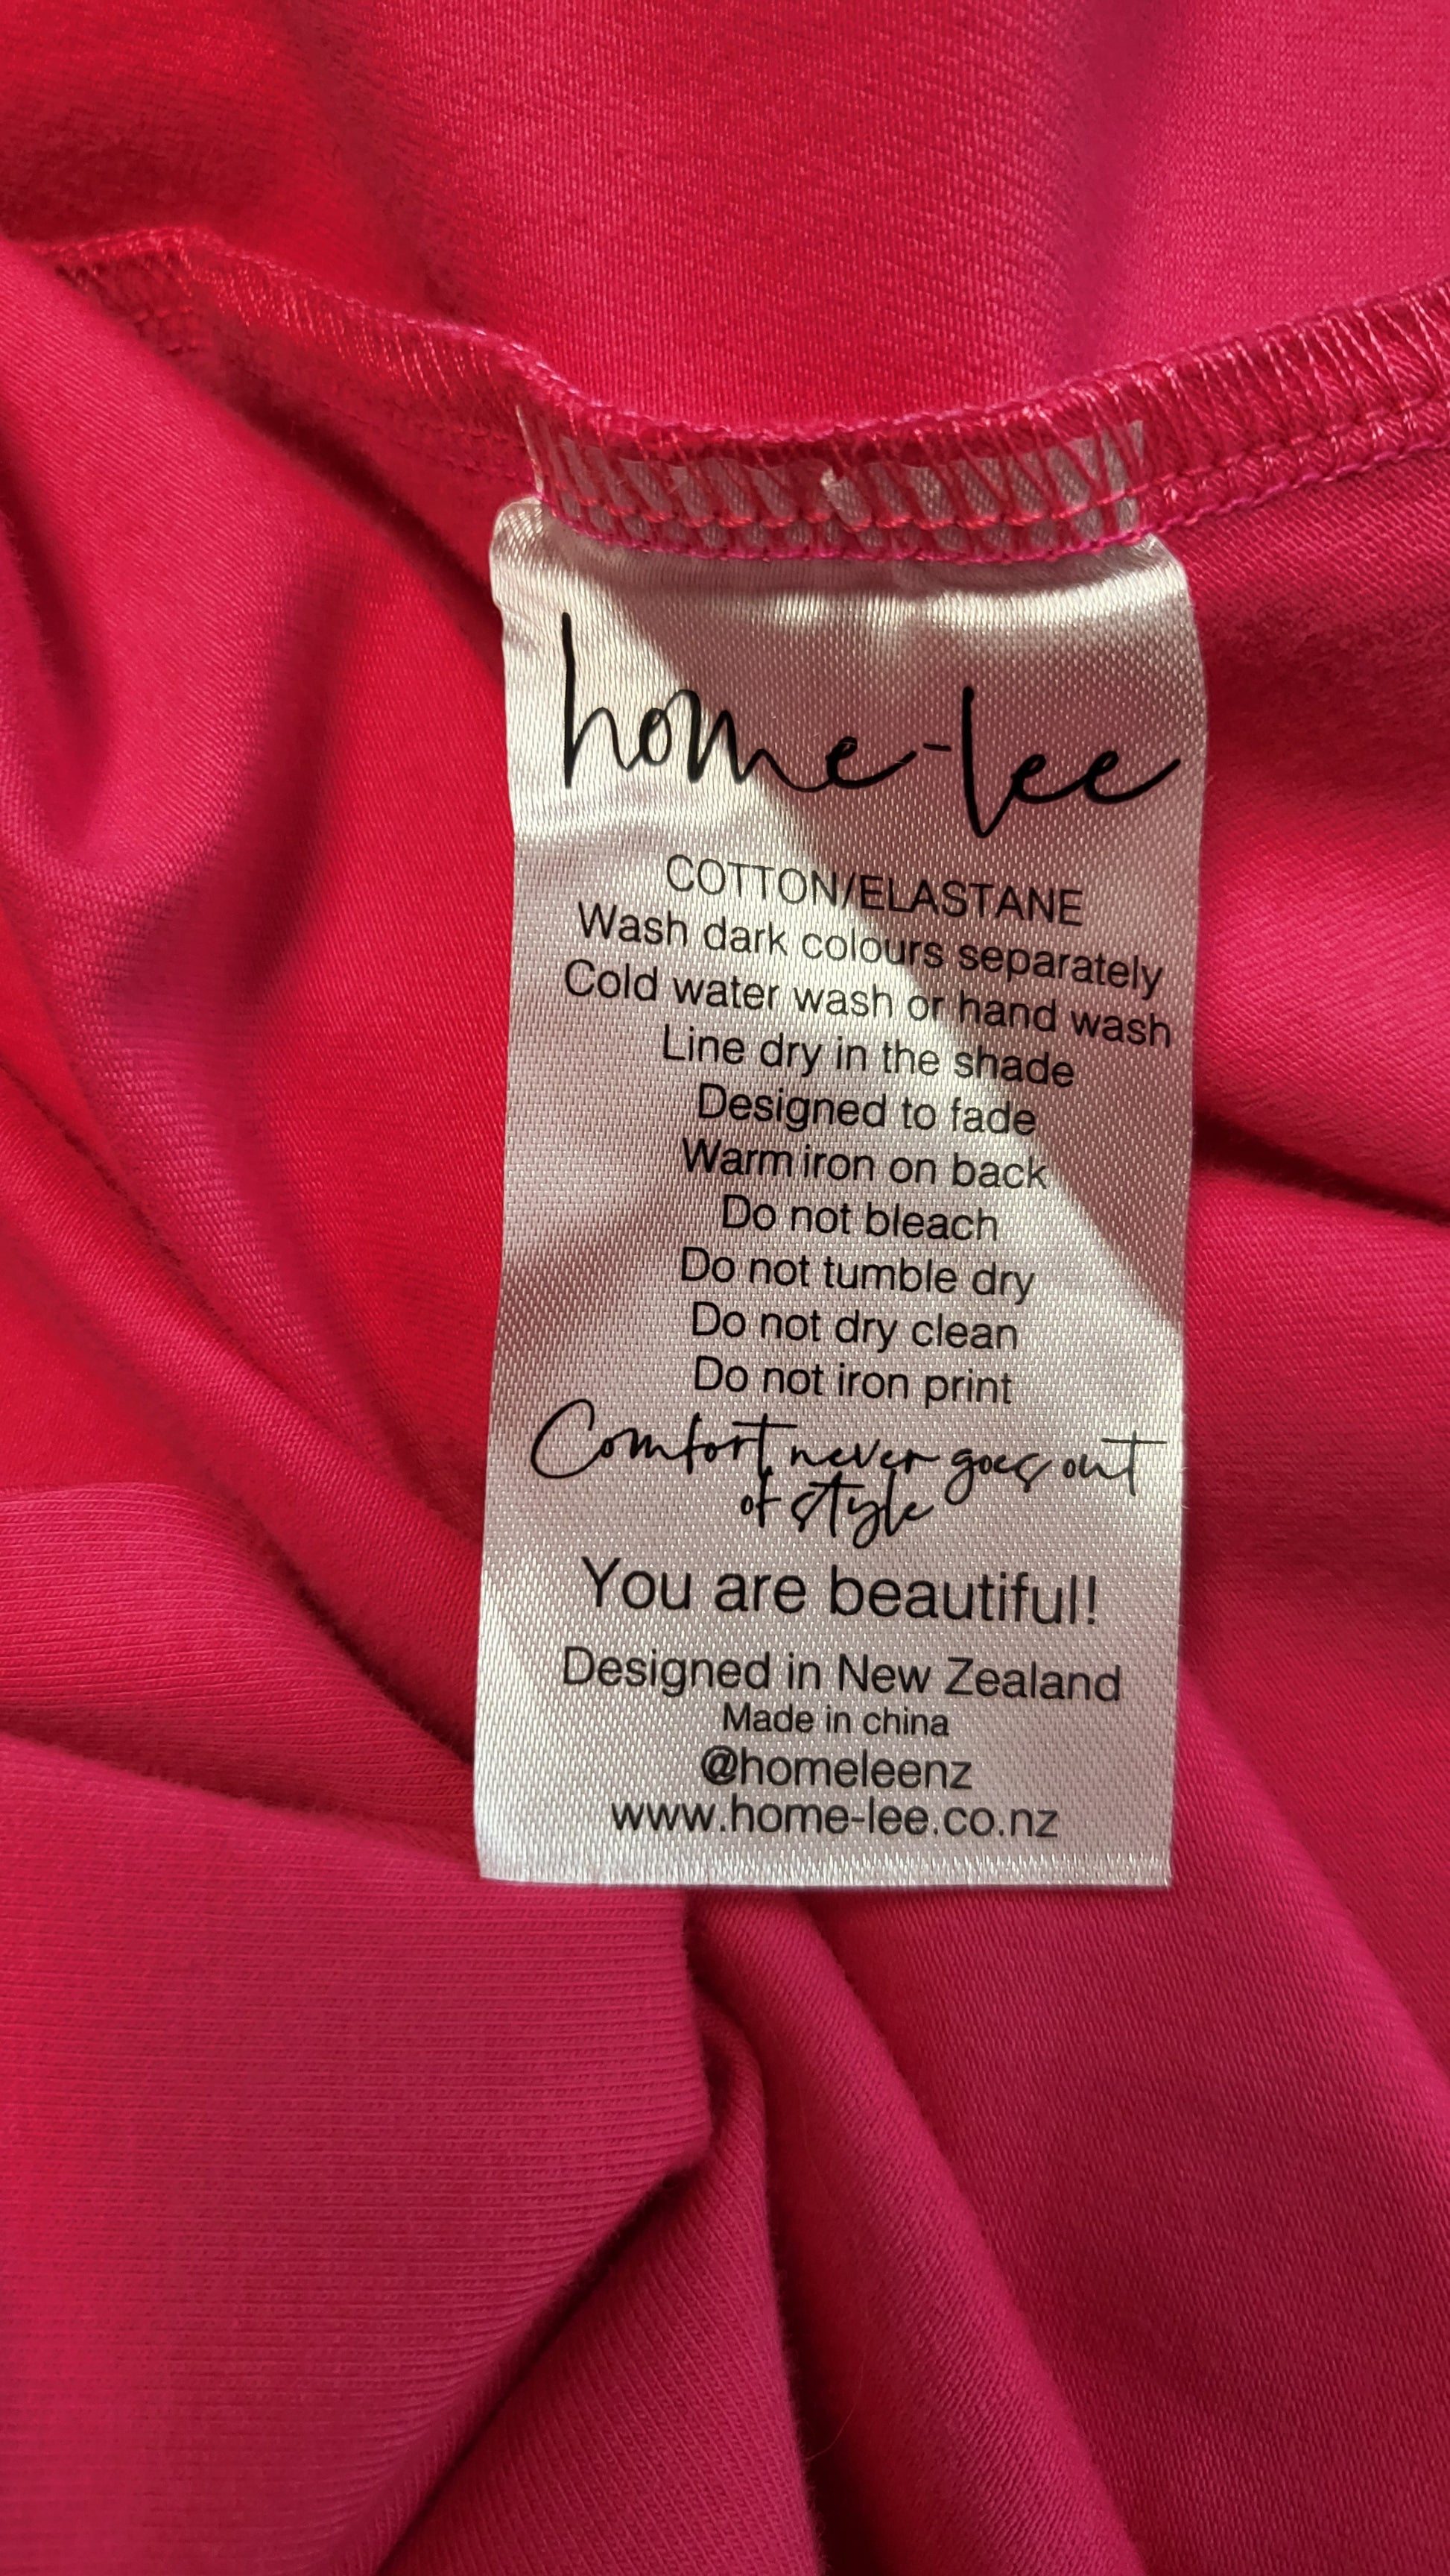 home-lee
COTTON/ELASTANE
Wash dark colours separately
Cold water wash or hand wash
Line dry in the shade
Designed to fade
Warm iron on back
Do not bleach
Do not tumble dry
Do not dry clean
Do not iron print
Comfort never goes out
of style
You are beautiful!
Designed in New Zealand
Made in china
@homeleenz
www.home-lee.co.nz